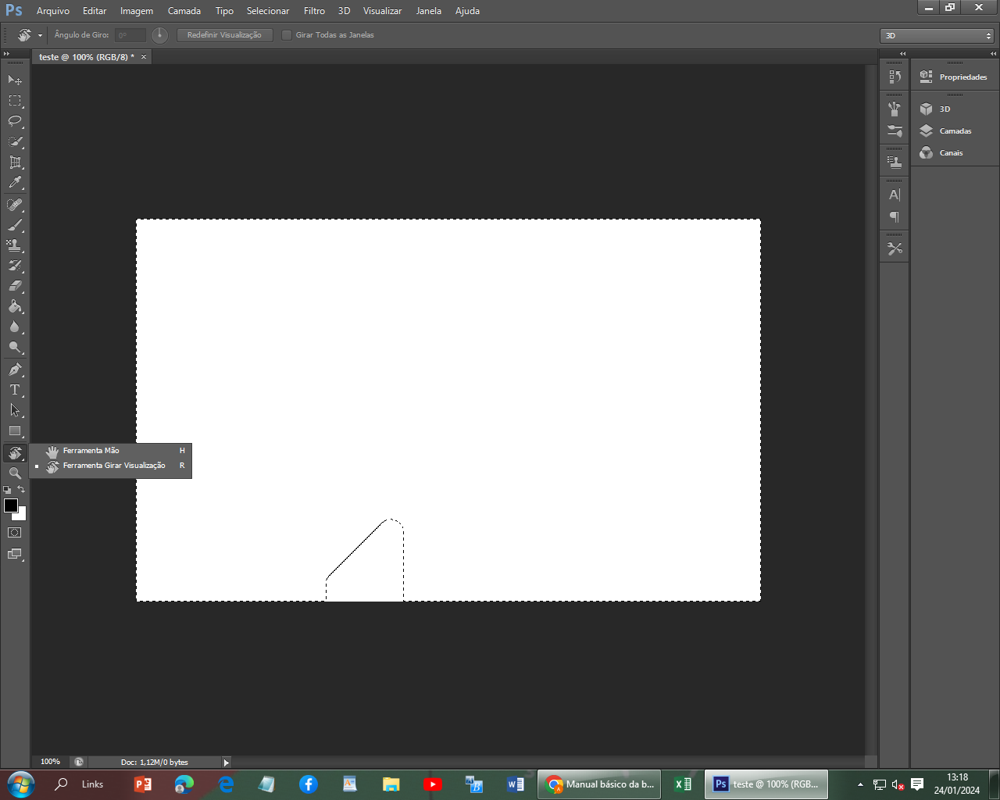 Ps Arquivo Editar Imagem Camada Tipo Selecionar Filtro 3D Visualizar Janela Ajuda
Ângulo de Giro: 0° Redefinir Visualização Girar Todas as Janelas 3D
teste @ 100% (RGB/8) * ×
Propriedades
3D
Camadas
Canais
Ferramenta Mão H
Ferramenta Girar Visualização R
100% Doc: 1,12M/0 bytes
Links Manual básico da b... Ps teste @ 100% (RGB... 13:18
24/01/2024